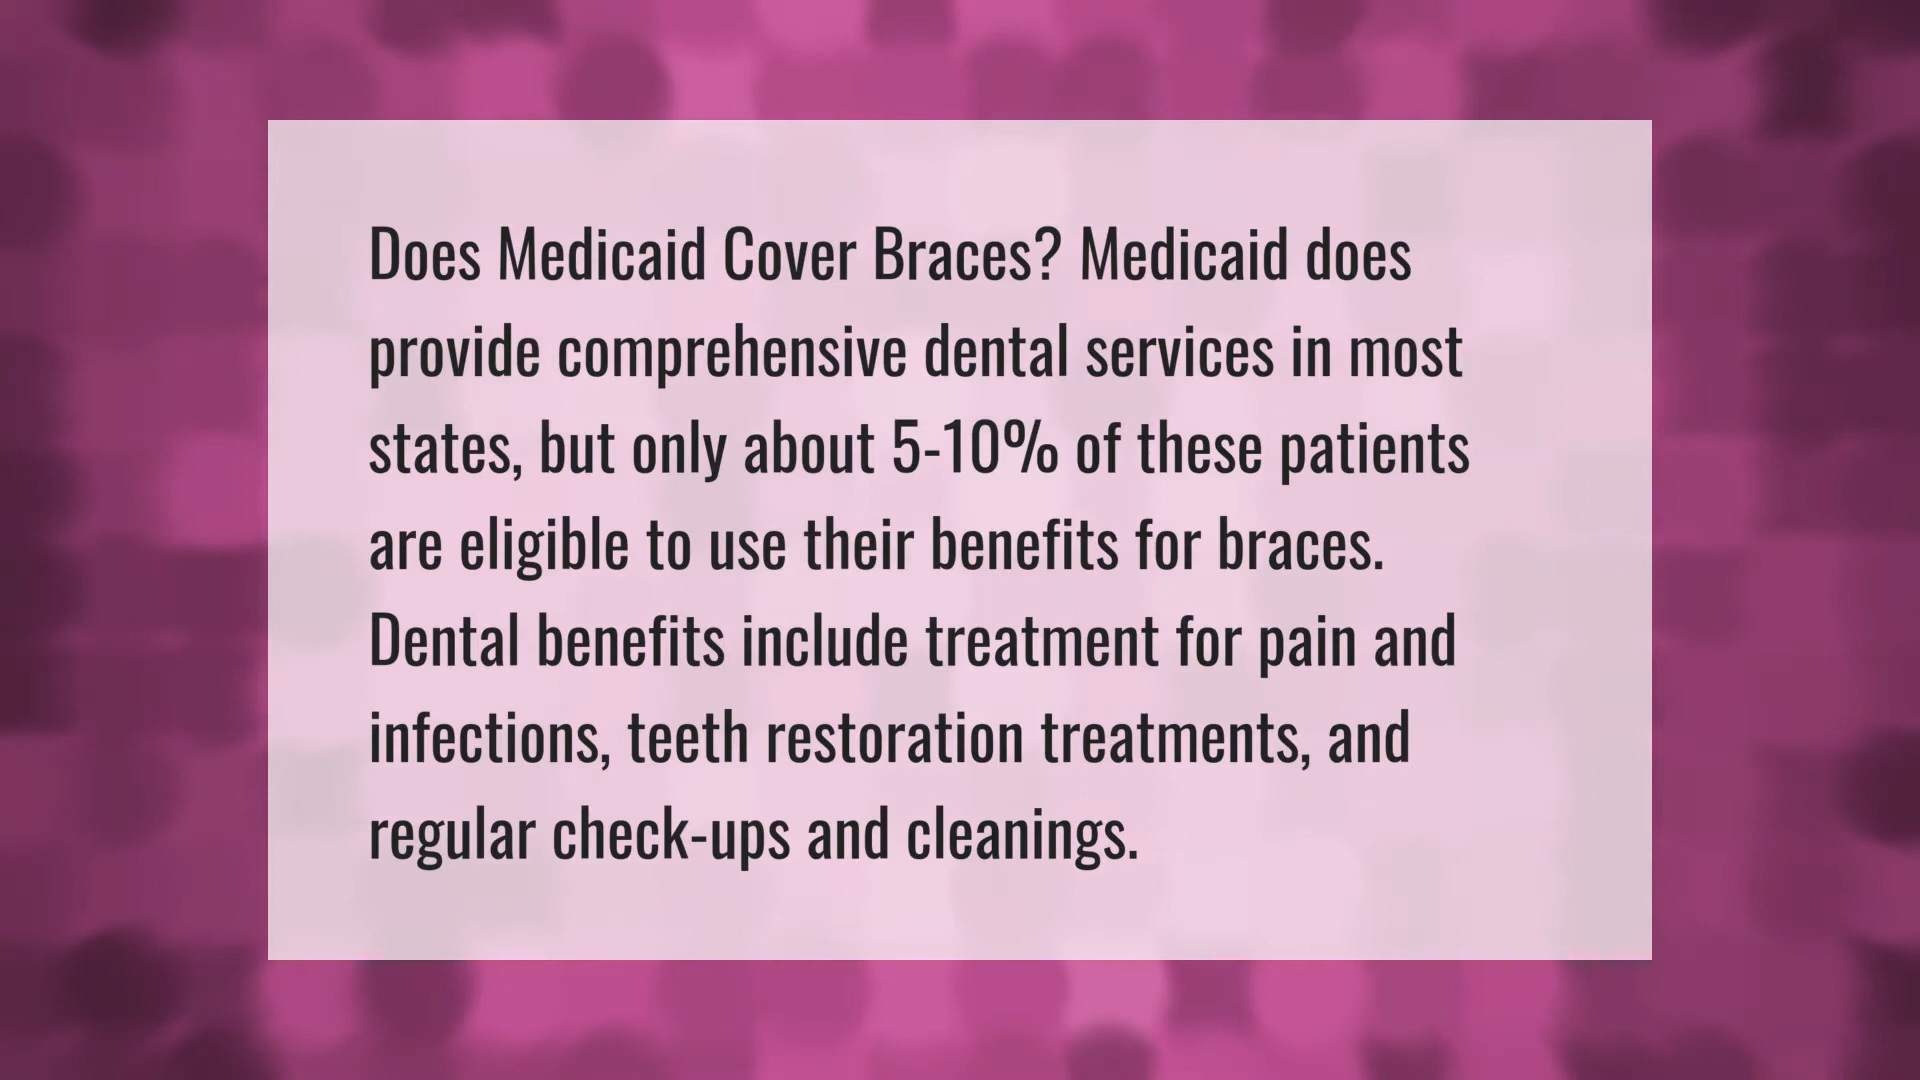 Does Medicaid Cover Braces? Medicaid does
provide comprehensive dental services in most
states, but only about 5-10% of these patients
are eligible to use their benefits for braces.
Dental benefits include treatment for pain and
infections, teeth restoration treatments, and
regular check-ups and cleanings.